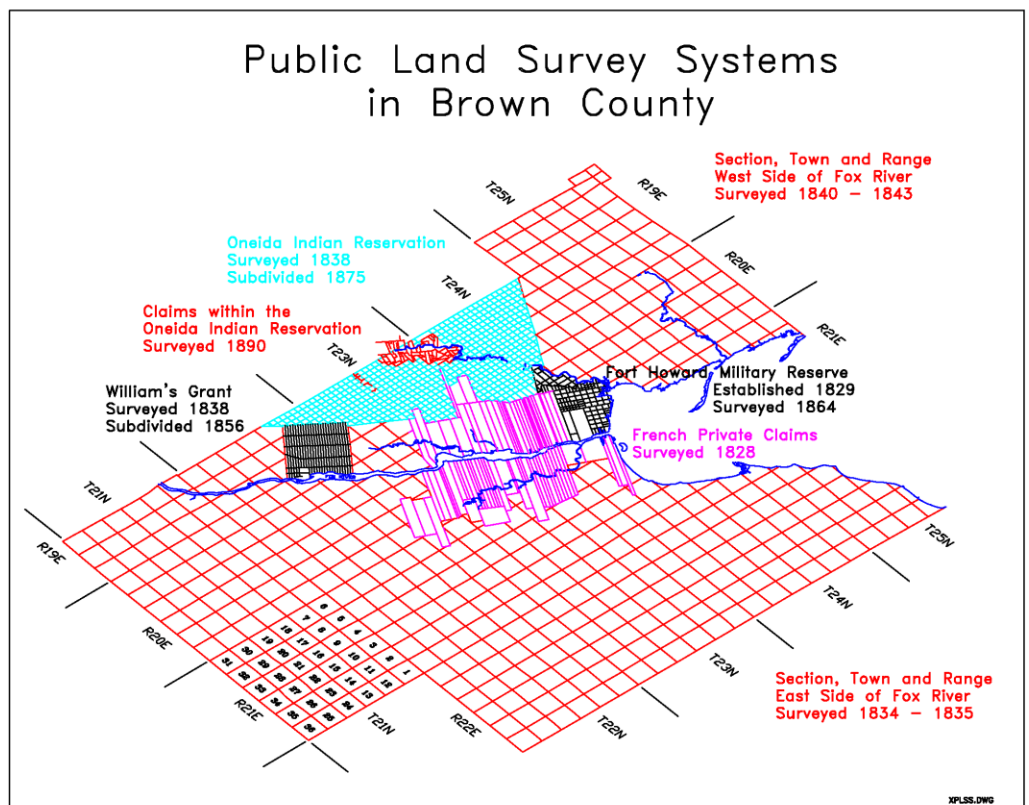 Public Land Survey Systems
in Brown County
Section, Town and Range
West Side of Fox River
Surveyed 1840 – 1843
T25N
R19E
Oneida Indian Reservation
Surveyed 1838
Subdivided 1875
R20E
T24N
R21E
Claims within the
Oneida Indian Reservation
Surveyed 1890
T23N
William's Grant
Surveyed 1838
Subdivided 1856
Fort Howard Military Reserve
Established 1829
Surveyed 1864
French Private Claims
Surveyed 1828
T21N
T25N
R19E
T24N
R20E
T23N
6 5 4 3 2 1
7 8 9 10 11 12
18 17 16 15 14 13
19 20 21 22 23 24
30 29 28 27 26 25
31 32 33 34 35 36
R21E
T21N
R22E
T22N
Section, Town and Range
East Side of Fox River
Surveyed 1834 – 1835
XPLSS.DWG